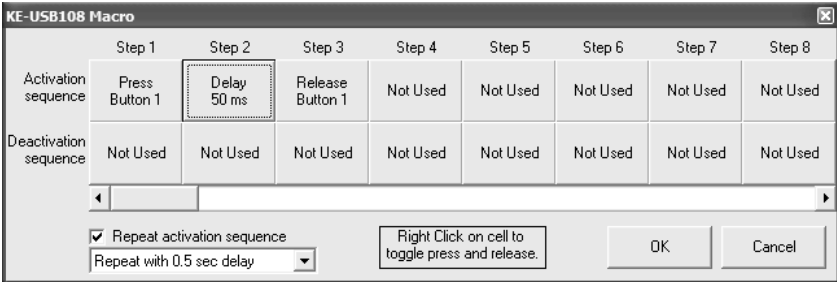 KE-USB108 Macro
Step 1 Step 2 Step 3 Step 4 Step 5 Step 6 Step 7 Step 8
Activation
sequence
Press
Button 1
Delay
50 ms
Release
Button 1
Not Used Not Used Not Used Not Used Not Used
Deactivation
sequence
Not Used Not Used Not Used Not Used Not Used Not Used Not Used Not Used
Repeat activation sequence
Repeat with 0.5 sec delay
Right Click on cell to
toggle press and release.
OK
Cancel